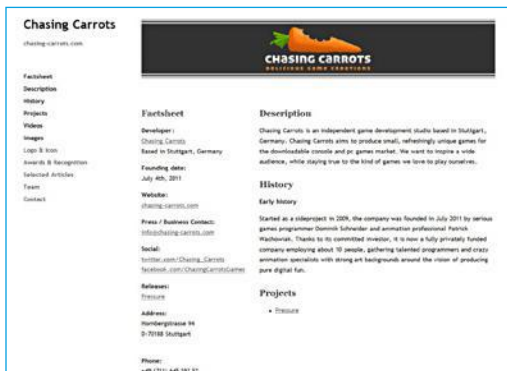 Chasing Carrots
chasing-carrots.com
Factsheet
Description
History
Projects
Videos
Images
Logo & Icon
Awards & Recognition
Selected Articles
Team
Contact
CHASING CARROTS
DELICIOUS GAME CREATIONS
Factsheet
Developer:
Chasing Carrots
Based in Stuttgart, Germany
Founding date:
July 4th, 2011
Website:
chasing-carrots.com
Press / Business Contact:
info@chasing-carrots.com
Social:
twitter.com/Chasing_Carrots
facebook.com/ChasingCarrotsGames
Releases:
Pressure
Address:
Hornbergstrasse 94
D-70188 Stuttgart
Phone:
Description
Chasing Carrots is an independent game development studio based in Stuttgart,
Germany. Chasing Carrots aims to produce small, refreshingly unique games for
the downloadable console and pc games market. We want to inspire a wide
audience, while staying true to the kind of games we love to play ourselves.
History
Early history
Started as a sideproject in 2009, the company was founded in July 2011 by serious
games programmer Dominik Schneider and animation professional Patrick
Wachowiak. Thanks to its committed investor, it is now a fully privately funded
company employing about 10 people, gathering talented programmers and crazy
animation specialists with strong art backgrounds around the vision of producing
pure digital fun.
Projects
Pressure